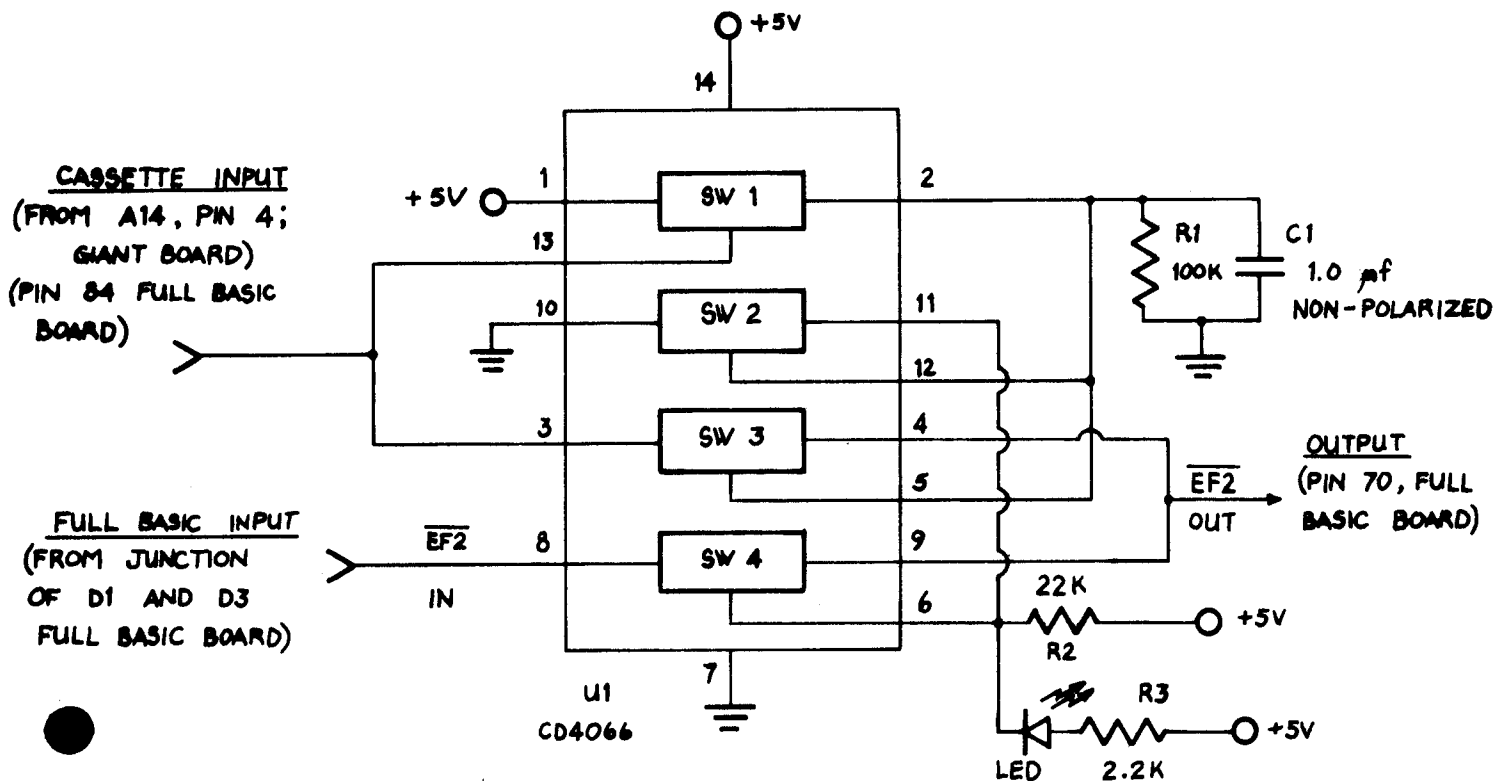 +5V
14
CASSETTE INPUT
(FROM A14, PIN 4;
GIANT BOARD)
(PIN 84 FULL BASIC
BOARD)
+5V
1
SW 1
2
13
R1
100K
C1
1.0 µf
NON-POLARIZED
10
SW 2
11
12
3
SW 3
4
5
OUTPUT
(PIN 70, FULL
BASIC BOARD)
E̅F̅2̅
OUT
FULL BASIC INPUT
(FROM JUNCTION
OF D1 AND D3
FULL BASIC BOARD)
E̅F̅2̅
IN
8
SW 4
9
6
22K
R2
+5V
7
U1
CD4066
LED
R3
2.2K
+5V